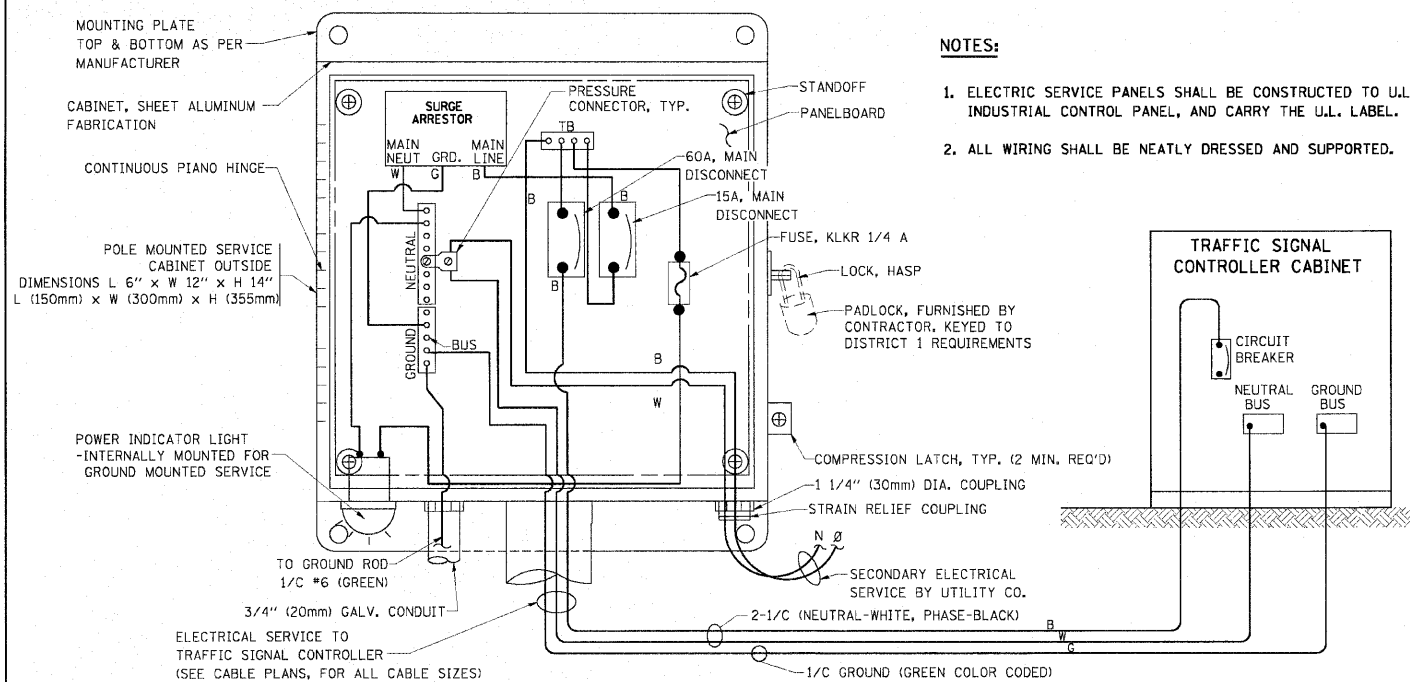 MOUNTING PLATE
TOP & BOTTOM AS PER
MANUFACTURER
CABINET, SHEET ALUMINUM
FABRICATION
CONTINUOUS PIANO HINGE
POLE MOUNTED SERVICE
CABINET OUTSIDE
DIMENSIONS L 6" x W 12" x H 14"
L (150mm) x W (300mm) x H (355mm)
POWER INDICATOR LIGHT
-INTERNALLY MOUNTED FOR
GROUND MOUNTED SERVICE
TO GROUND ROD
1/C #6 (GREEN)
3/4" (20mm) GALV. CONDUIT
ELECTRICAL SERVICE TO
TRAFFIC SIGNAL CONTROLLER
(SEE CABLE PLANS, FOR ALL CABLE SIZES)
SURGE
ARRESTOR
MAIN
NEUT
GRD.
MAIN
LINE
W
G
B
PRESSURE
CONNECTOR, TYP.
TB
NEUTRAL
GROUND
BUS
B
B
B
B
W
STANDOFF
PANELBOARD
60A, MAIN
DISCONNECT
15A, MAIN
DISCONNECT
FUSE, KLKR 1/4 A
LOCK, HASP
PADLOCK, FURNISHED BY
CONTRACTOR. KEYED TO
DISTRICT 1 REQUIREMENTS
COMPRESSION LATCH, TYP. (2 MIN. REQ'D)
1 1/4" (30mm) DIA. COUPLING
STRAIN RELIEF COUPLING
N Ø
SECONDARY ELECTRICAL
SERVICE BY UTILITY CO.
2-1/C (NEUTRAL-WHITE, PHASE-BLACK)
B
W
G
1/C GROUND (GREEN COLOR CODED)
NOTES:
1. ELECTRIC SERVICE PANELS SHALL BE CONSTRUCTED TO U.L
INDUSTRIAL CONTROL PANEL, AND CARRY THE U.L. LABEL.
2. ALL WIRING SHALL BE NEATLY DRESSED AND SUPPORTED.
TRAFFIC SIGNAL
CONTROLLER CABINET
CIRCUIT
BREAKER
NEUTRAL
BUS
GROUND
BUS